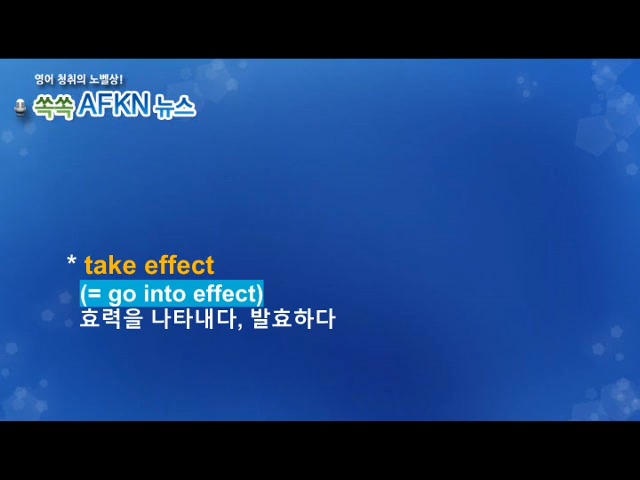 영어 청취의 노벨상!
쏙쏙 AFKN 뉴스
* take effect
(= go into effect)
효력을 나타내다, 발효하다